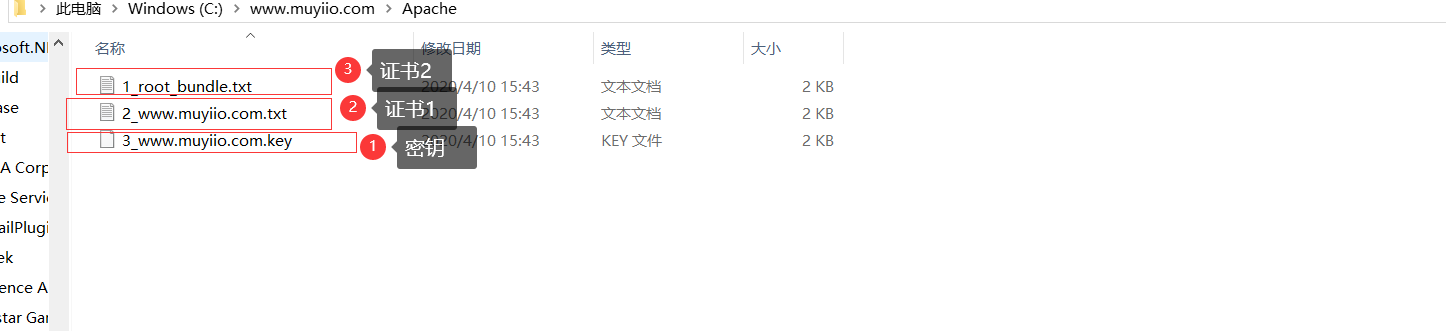 此电脑 > Windows (C:) > www.muyiio.com > Apache
名称 修改日期 类型 大小
1_root_bundle.txt 2020/4/10 15:43 文本文档 2 KB
3 证书2
2_www.muyiio.com.txt 2020/4/10 15:43 文本文档 2 KB
2 证书1
3_www.muyiio.com.key 2020/4/10 15:43 KEY 文件 2 KB
1 密钥
osoft.NI
ild
ase
t
A Corp
e Servi
ailPlugi
ek
ence A
star Gar